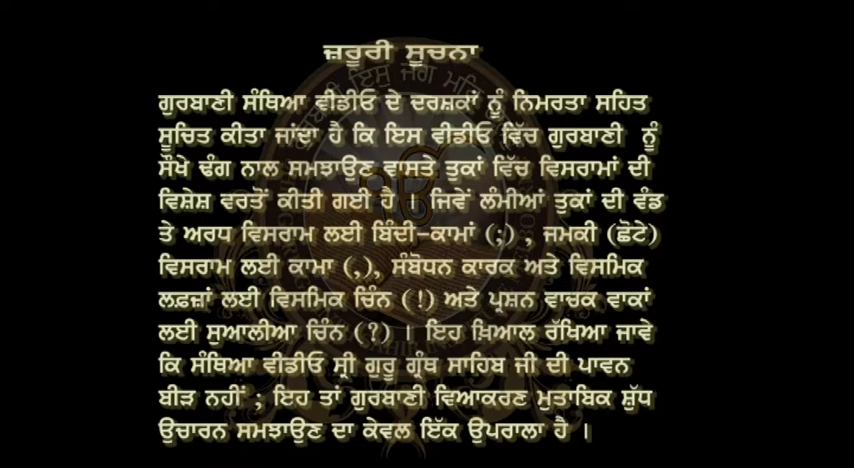 ਜ਼ਰੂਰੀ ਸੂਚਨਾ
ਗੁਰਬਾਣੀ ਸੰਥਿਆ ਵੀਡੀਓ ਦੇ ਦਰਸ਼ਕਾਂ ਨੂੰ ਨਿਮਰਤਾ ਸਹਿਤ
ਸੂਚਿਤ ਕੀਤਾ ਜਾਂਦਾ ਹੈ ਕਿ ਇਸ ਵੀਡੀਓ ਵਿੱਚ ਗੁਰਬਾਣੀ ਨੂੰ
ਸੌਖੇ ਢੰਗ ਨਾਲ ਸਮਝਾਉਣ ਵਾਸਤੇ ਤੁਕਾਂ ਵਿੱਚ ਵਿਸਰਾਮਾਂ ਦੀ
ਵਿਸ਼ੇਸ਼ ਵਰਤੋਂ ਕੀਤੀ ਗਈ ਹੈ । ਜਿਵੇਂ ਲੰਮੀਆਂ ਤੁਕਾਂ ਦੀ ਵੰਡ
ਤੇ ਅਰਧ ਵਿਸਰਾਮ ਲਈ ਬਿੰਦੀ-ਕਾਮਾਂ (;) , ਜਮਕੀ (ਛੋਟੇ)
ਵਿਸਰਾਮ ਲਈ ਕਾਮਾ (,), ਸੰਬੋਧਨ ਕਾਰਕ ਅਤੇ ਵਿਸਮਿਕ
ਲਫ਼ਜ਼ਾਂ ਲਈ ਵਿਸਮਿਕ ਚਿੰਨ (!) ਅਤੇ ਪ੍ਰਸ਼ਨ ਵਾਚਕ ਵਾਕਾਂ
ਲਈ ਸੁਆਲੀਆ ਚਿੰਨ (?) । ਇਹ ਖ਼ਿਆਲ ਰੱਖਿਆ ਜਾਵੇ
ਕਿ ਸੰਥਿਆ ਵੀਡੀਓ ਸ੍ਰੀ ਗੁਰੂ ਗ੍ਰੰਥ ਸਾਹਿਬ ਜੀ ਦੀ ਪਾਵਨ
ਬੀੜ ਨਹੀਂ ; ਇਹ ਤਾਂ ਗੁਰਬਾਣੀ ਵਿਆਕਰਣ ਮੁਤਾਬਿਕ ਸ਼ੁੱਧ
ਉਚਾਰਨ ਸਮਝਾਉਣ ਦਾ ਕੇਵਲ ਇੱਕ ਉਪਰਾਲਾ ਹੈ ।